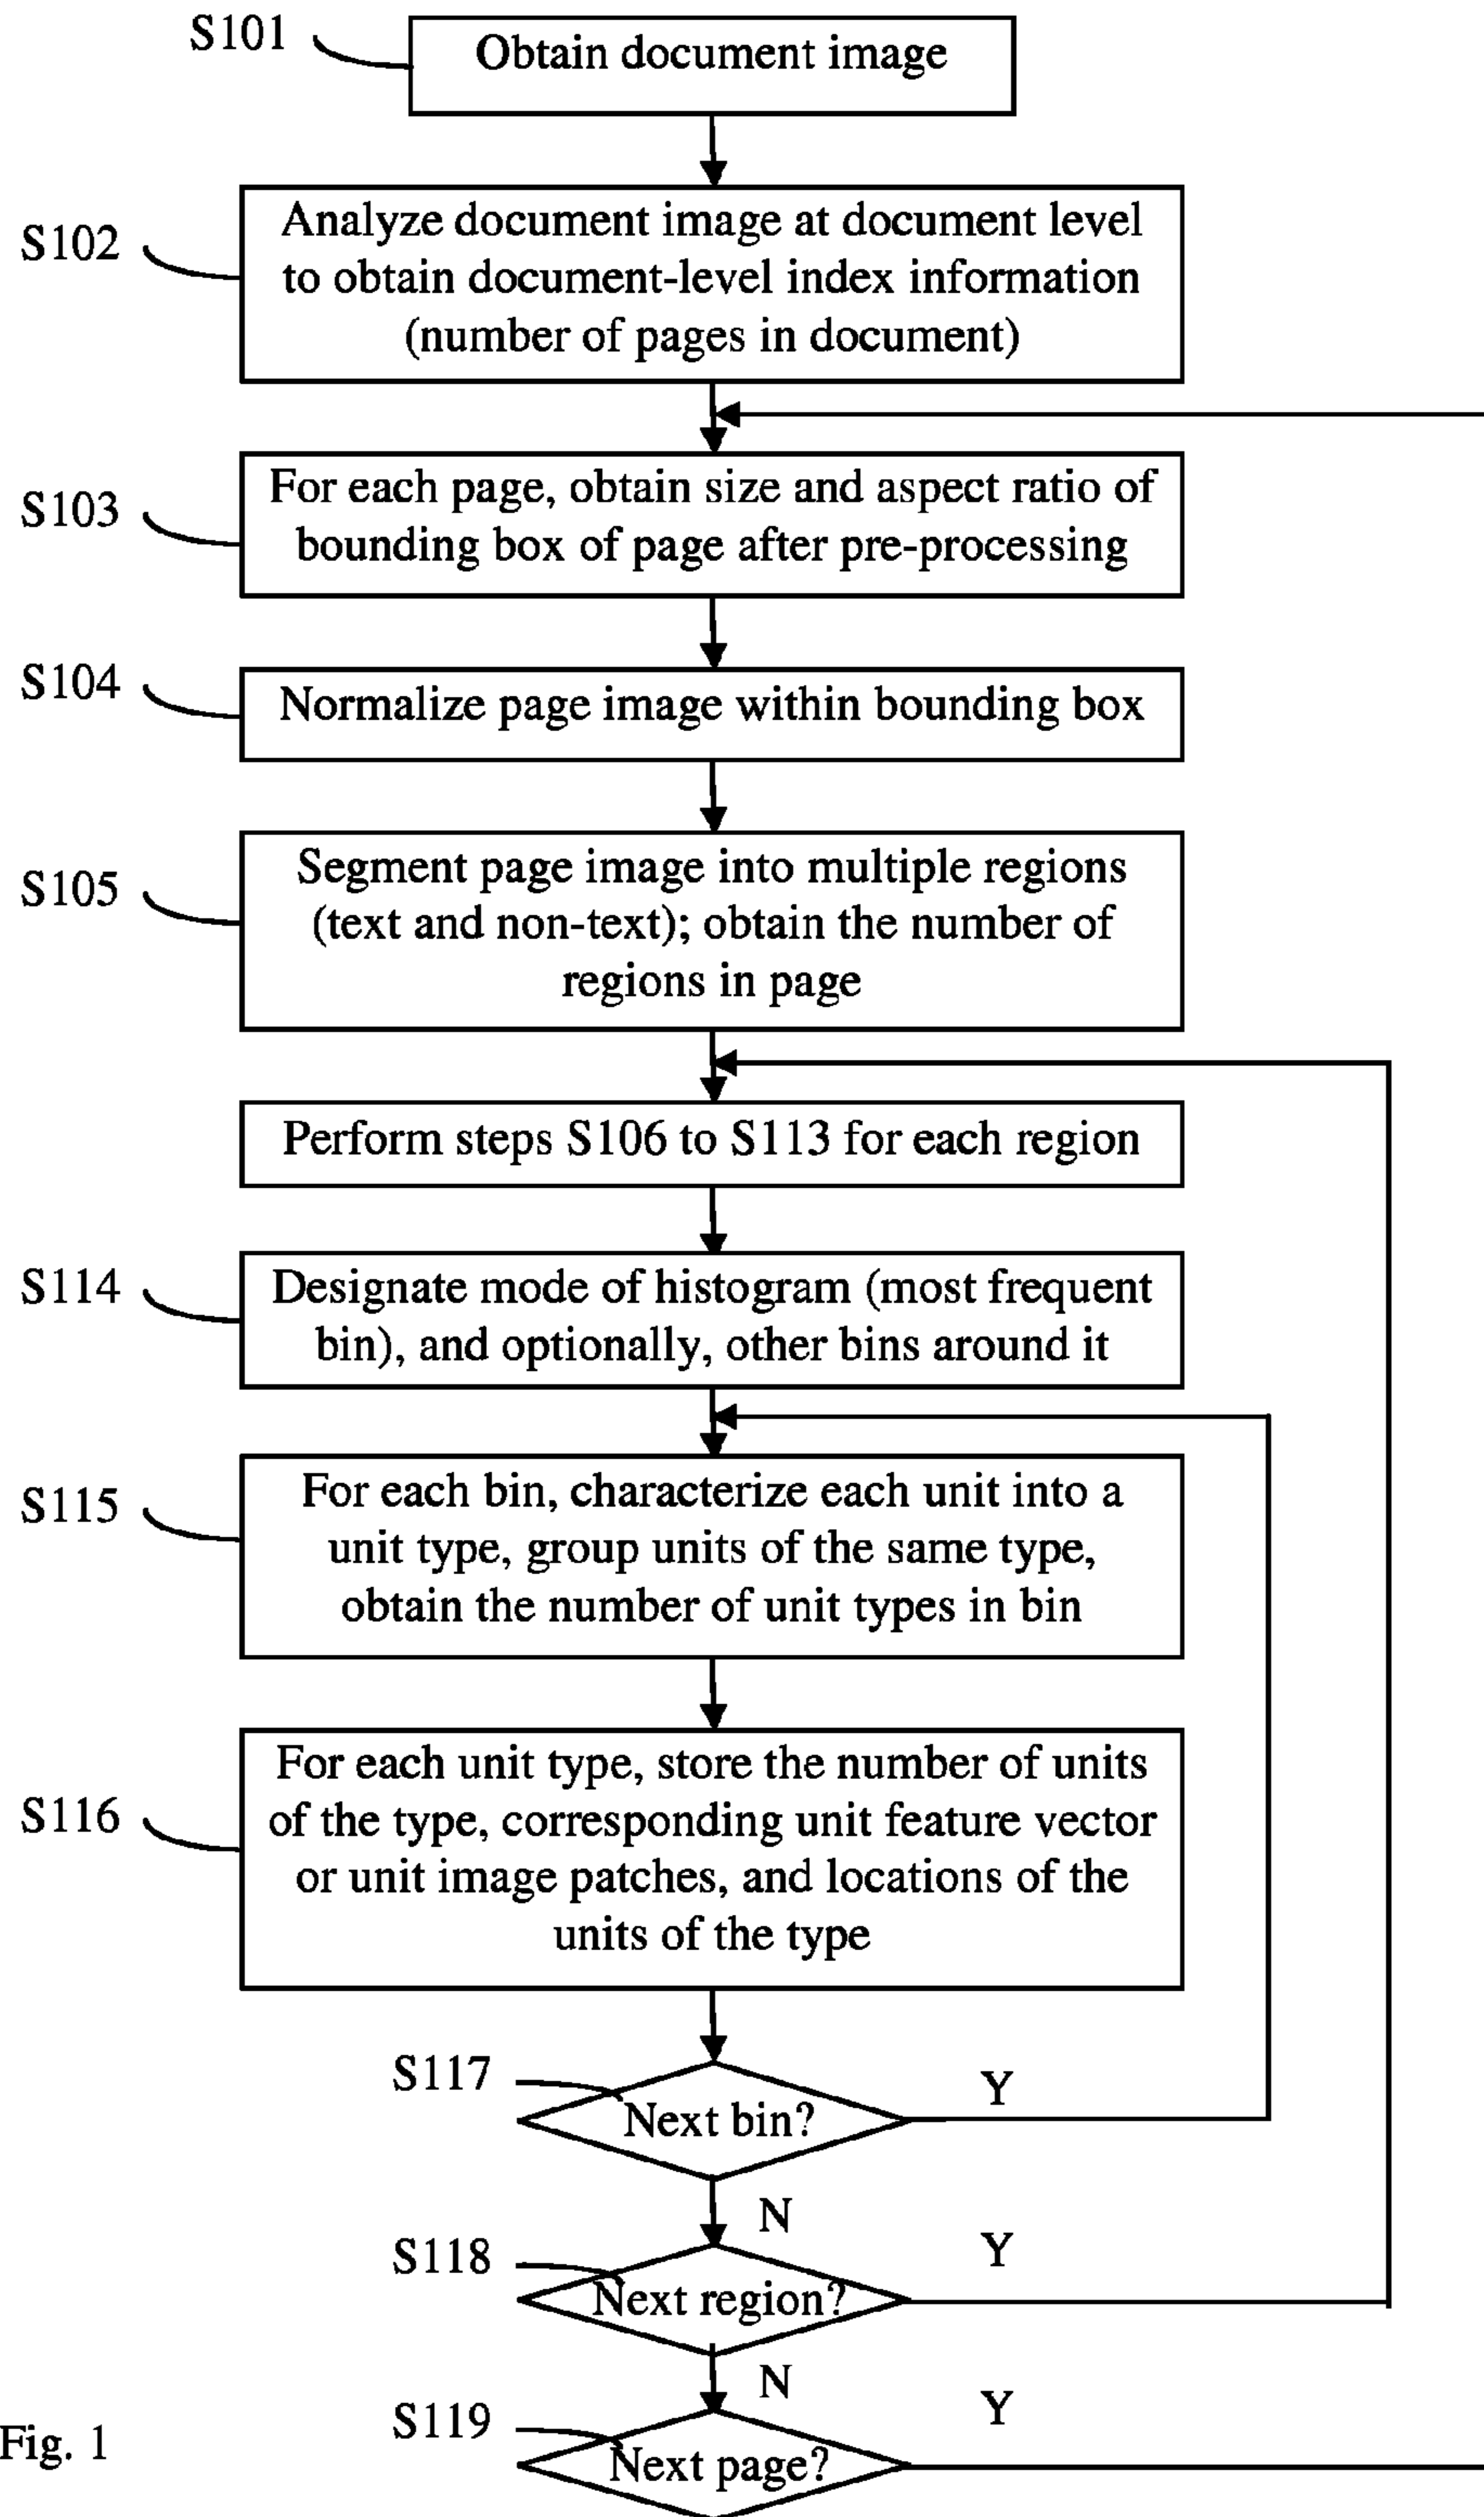 S101
Obtain document image
S102
Analyze document image at document level
to obtain document-level index information
(number of pages in document)
S103
For each page, obtain size and aspect ratio of
bounding box of page after pre-processing
S104
Normalize page image within bounding box
S105
Segment page image into multiple regions
(text and non-text); obtain the number of
regions in page
Perform steps S106 to S113 for each region
S114
Designate mode of histogram (most frequent
bin), and optionally, other bins around it
S115
For each bin, characterize each unit into a
unit type, group units of the same type,
obtain the number of unit types in bin
S116
For each unit type, store the number of units
of the type, corresponding unit feature vector
or unit image patches, and locations of the
units of the type
S117
Next bin?
Y
N
S118
Next region?
Y
N
S119
Next page?
Y
Fig. 1